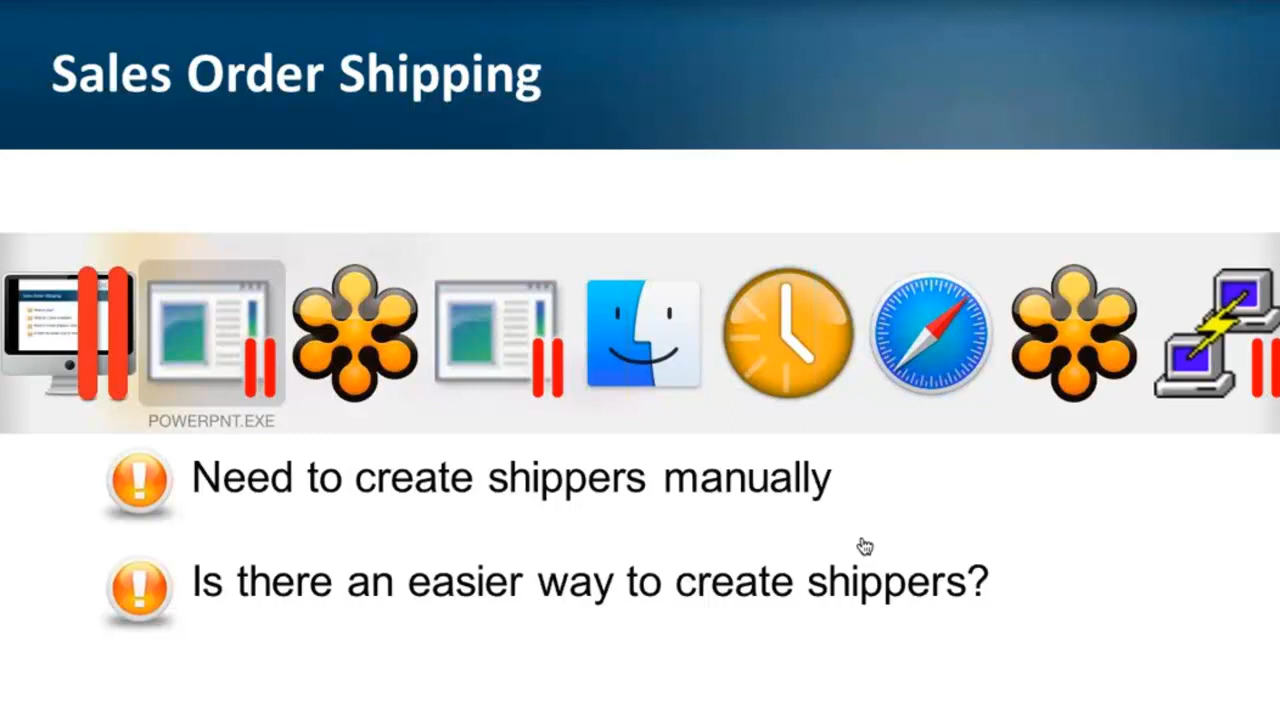 Sales Order Shipping
POWERPNT.EXE
Need to create shippers manually
Is there an easier way to create shippers?